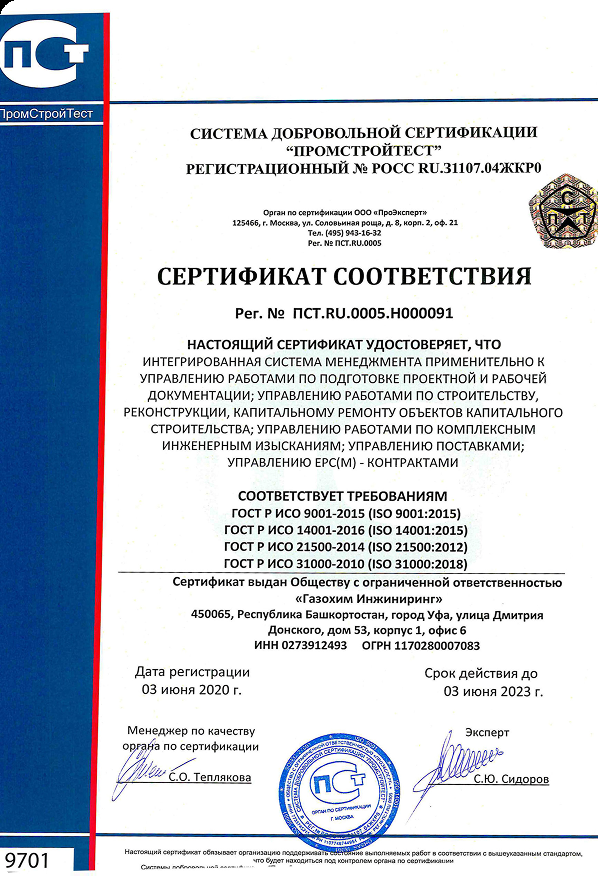 ПСТ
ПромСтройТест
СИСТЕМА ДОБРОВОЛЬНОЙ СЕРТИФИКАЦИИ
“ПРОМСТРОЙТЕСТ”
РЕГИСТРАЦИОННЫЙ № РОСС RU.31107.04ЖКР0
СПТ
Орган по сертификации ООО «ПроЭксперт»
125466, г. Москва, ул. Соловьиная роща, д. 8, корп. 2, оф. 21
Тел. (495) 943-16-32
Рег. № ПСТ.RU.0005
СЕРТИФИКАТ СООТВЕТСТВИЯ
Рег. № ПСТ.RU.0005.Н000091
НАСТОЯЩИЙ СЕРТИФИКАТ УДОСТОВЕРЯЕТ, ЧТО
ИНТЕГРИРОВАННАЯ СИСТЕМА МЕНЕДЖМЕНТА ПРИМЕНИТЕЛЬНО К
УПРАВЛЕНИЮ РАБОТАМИ ПО ПОДГОТОВКЕ ПРОЕКТНОЙ И РАБОЧЕЙ
ДОКУМЕНТАЦИИ; УПРАВЛЕНИЮ РАБОТАМИ ПО СТРОИТЕЛЬСТВУ,
РЕКОНСТРУКЦИИ, КАПИТАЛЬНОМУ РЕМОНТУ ОБЪЕКТОВ КАПИТАЛЬНОГО
СТРОИТЕЛЬСТВА; УПРАВЛЕНИЮ РАБОТАМИ ПО КОМПЛЕКСНЫМ
ИНЖЕНЕРНЫМ ИЗЫСКАНИЯМ; УПРАВЛЕНИЮ ПОСТАВКАМИ;
УПРАВЛЕНИЮ EPC(M) - КОНТРАКТАМИ
СООТВЕТСТВУЕТ ТРЕБОВАНИЯМ
ГОСТ Р ИСО 9001-2015 (ISO 9001:2015)
ГОСТ Р ИСО 14001-2016 (ISO 14001:2015)
ГОСТ Р ИСО 21500-2014 (ISO 21500:2012)
ГОСТ Р ИСО 31000-2010 (ISO 31000:2018)
Сертификат выдан Обществу с ограниченной ответственностью
«Газохим Инжиниринг»
450065, Республика Башкортостан, город Уфа, улица Дмитрия
Донского, дом 53, корпус 1, офис 6
ИНН 0273912493 ОГРН 1170280007083
Дата регистрации
03 июня 2020 г.
Срок действия до
03 июня 2023 г.
Менеджер по качеству
органа по сертификации
С.О. Теплякова
Эксперт
С.Ю. Сидоров
ПСТ
ОРГАН ПО СЕРТИФИКАЦИИ
Г. МОСКВА
Настоящий сертификат обязывает организацию поддерживать состояние выполняемых работ в соответствии с вышеуказанным стандартом,
что будет находиться под контролем органа по сертификации
9701